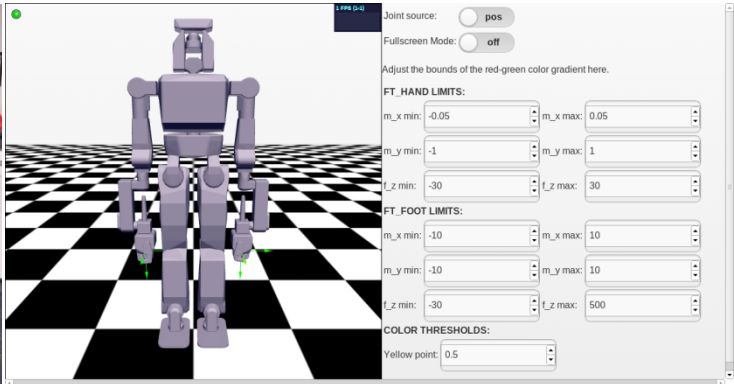 1 FPS (1-1)
Joint source: pos
Fullscreen Mode: off
Adjust the bounds of the red-green color gradient here.
FT_HAND LIMITS:
m_x min: -0.05 m_x max: 0.05
m_y min: -1 m_y max: 1
f_z min: -30 f_z max: 30
FT_FOOT LIMITS:
m_x min: -10 m_x max: 10
m_y min: -10 m_y max: 10
f_z min: -30 f_z max: 500
COLOR THRESHOLDS:
Yellow point: 0.5